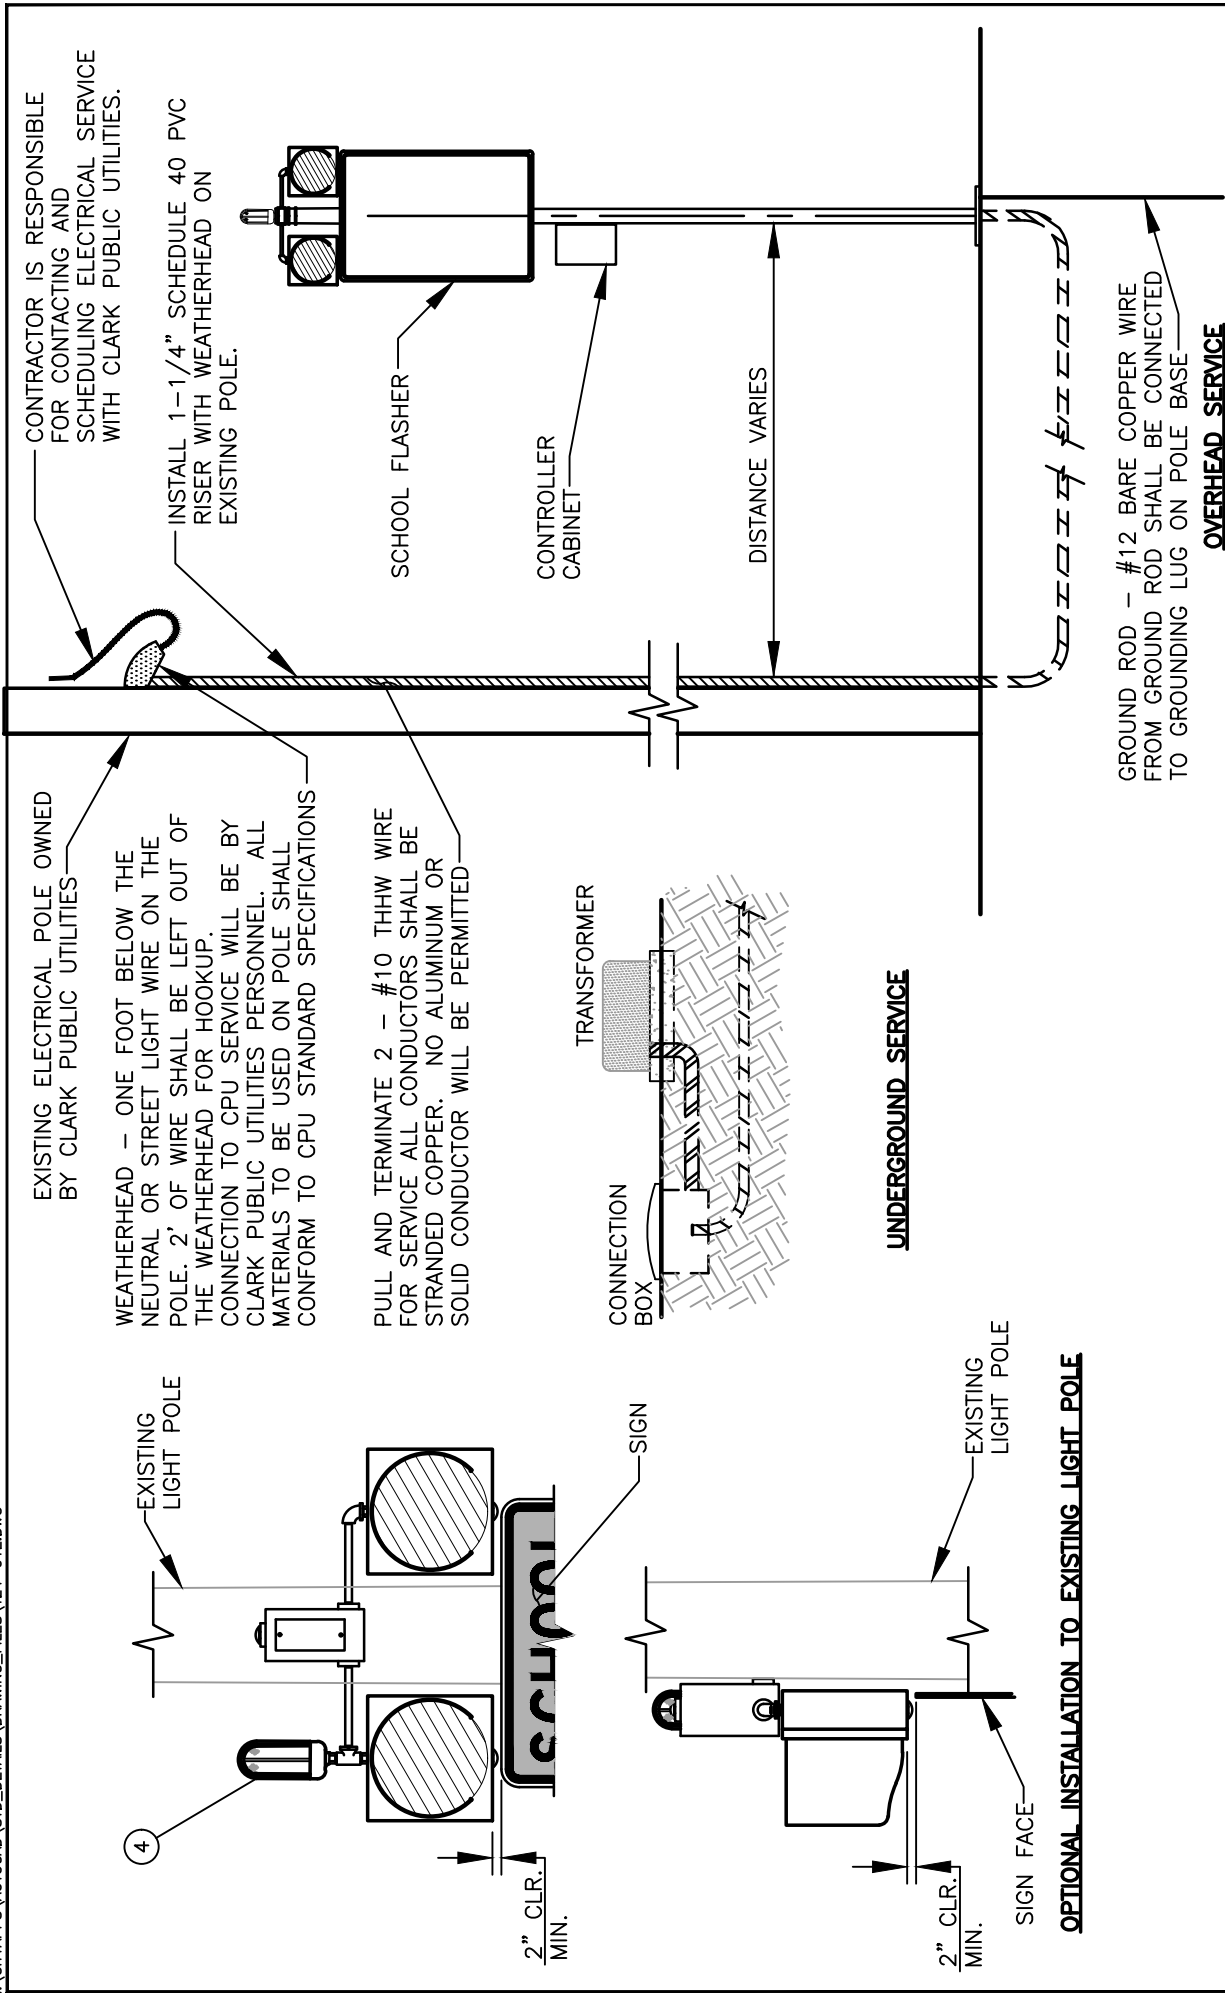 EXISTING
LIGHT POLE
4
2" CLR.
MIN.
SCHOOL
SIGN
EXISTING
LIGHT POLE
2" CLR.
MIN.
SIGN FACE
OPTIONAL INSTALLATION TO EXISTING LIGHT POLE
EXISTING ELECTRICAL POLE OWNED
BY CLARK PUBLIC UTILITIES
WEATHERHEAD - ONE FOOT BELOW THE
NEUTRAL OR STREET LIGHT WIRE ON THE
POLE. 2' OF WIRE SHALL BE LEFT OUT OF
THE WEATHERHEAD FOR HOOKUP.
CONNECTION TO CPU SERVICE WILL BE BY
CLARK PUBLIC UTILITIES PERSONNEL. ALL
MATERIALS TO BE USED ON POLE SHALL
CONFORM TO CPU STANDARD SPECIFICATIONS
PULL AND TERMINATE 2 - #10 THHW WIRE
FOR SERVICE ALL CONDUCTORS SHALL BE
STRANDED COPPER. NO ALUMINUM OR
SOLID CONDUCTOR WILL BE PERMITTED
TRANSFORMER
CONNECTION
BOX
UNDERGROUND SERVICE
CONTRACTOR IS RESPONSIBLE
FOR CONTACTING AND
SCHEDULING ELECTRICAL SERVICE
WITH CLARK PUBLIC UTILITIES.
INSTALL 1-1/4" SCHEDULE 40 PVC
RISER WITH WEATHERHEAD ON
EXISTING POLE.
SCHOOL FLASHER
CONTROLLER
CABINET
DISTANCE VARIES
GROUND ROD - #12 BARE COPPER WIRE
FROM GROUND ROD SHALL BE CONNECTED
TO GROUNDING LUG ON POLE BASE
OVERHEAD SERVICE